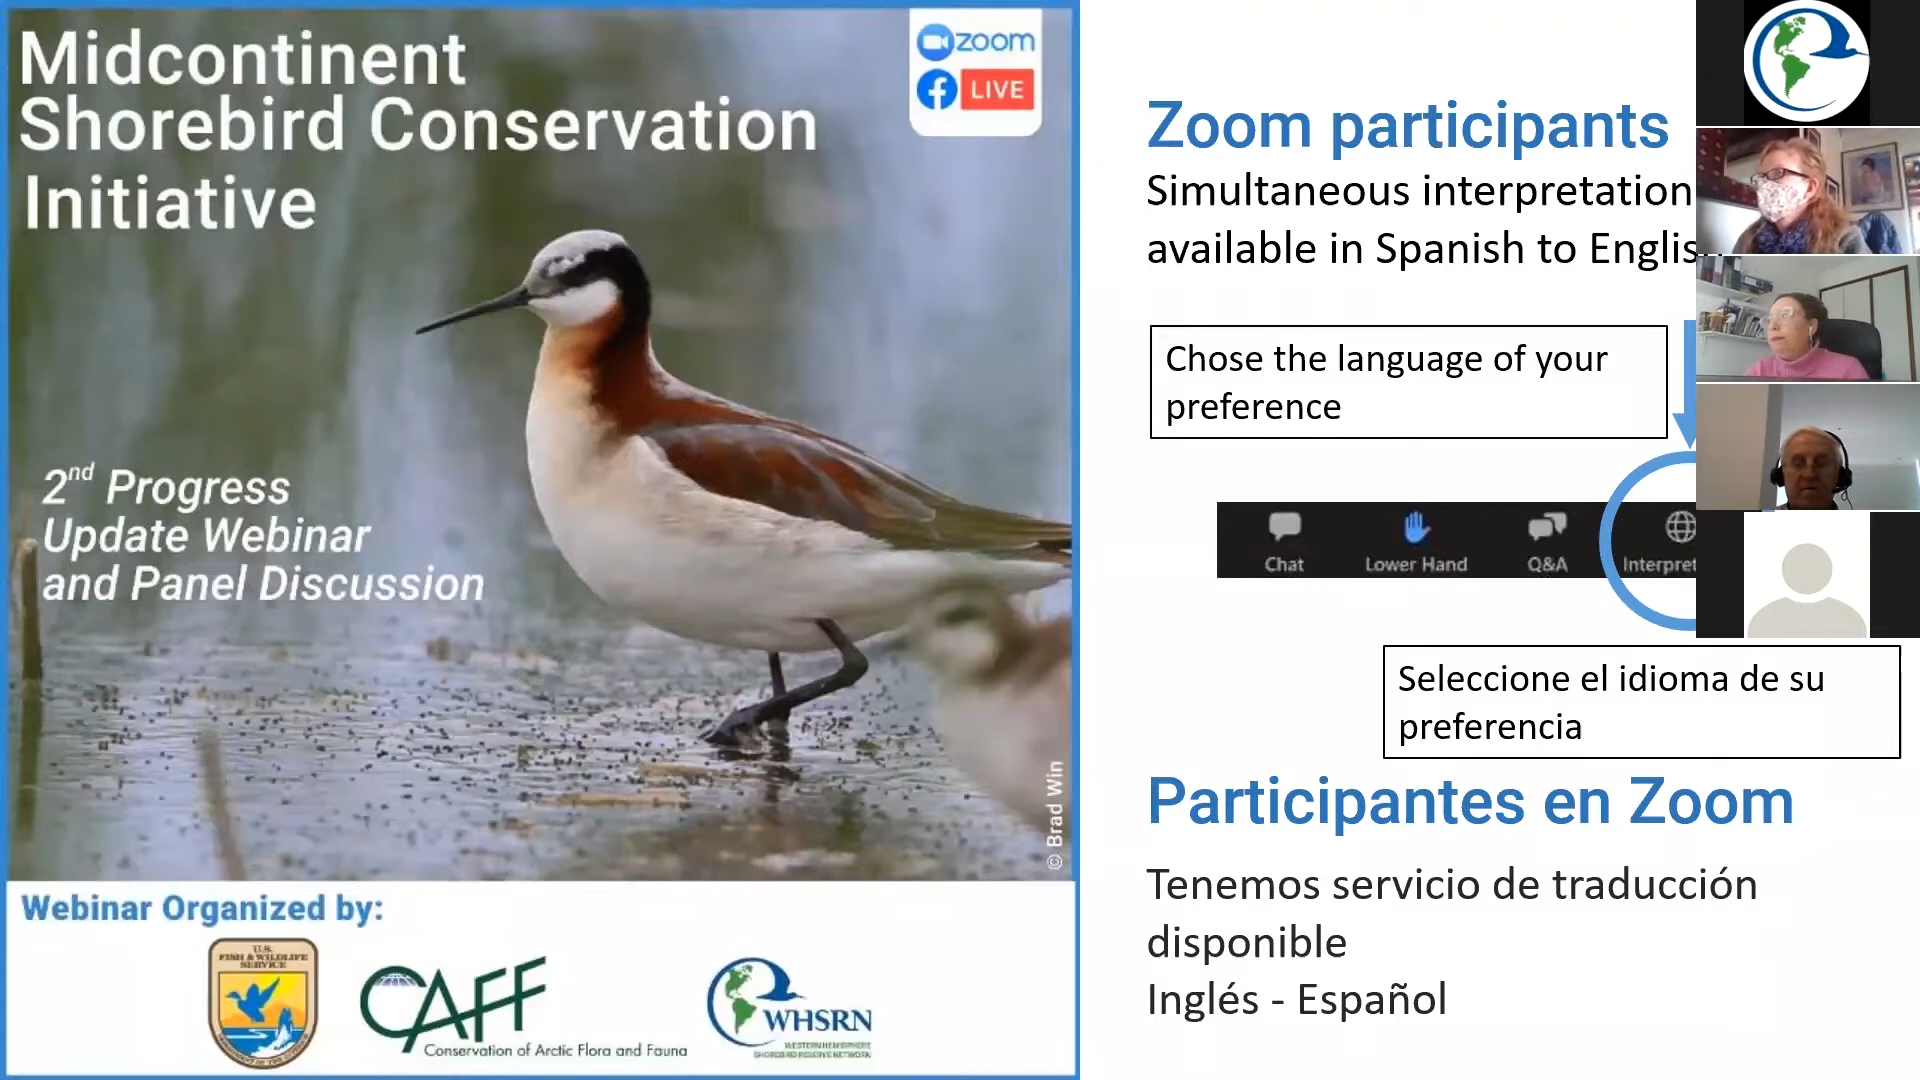 Midcontinent
Shorebird Conservation
Initiative
zoom
LIVE
2nd Progress
Update Webinar
and Panel Discussion
© Brad Win
Webinar Organized by:
U.S.
FISH & WILDLIFE
SERVICE
CAFF
Conservation of Arctic Flora and Fauna
WHSRN
WESTERN HEMISPHERE
SHOREBIRD RESERVE NETWORK
Zoom participants
Simultaneous interpretation
available in Spanish to Englis
Chose the language of your
preference
Chat
Lower Hand
Q&A
Interpret
Seleccione el idioma de su
preferencia
Participantes en Zoom
Tenemos servicio de traducción
disponible
Inglés - Español